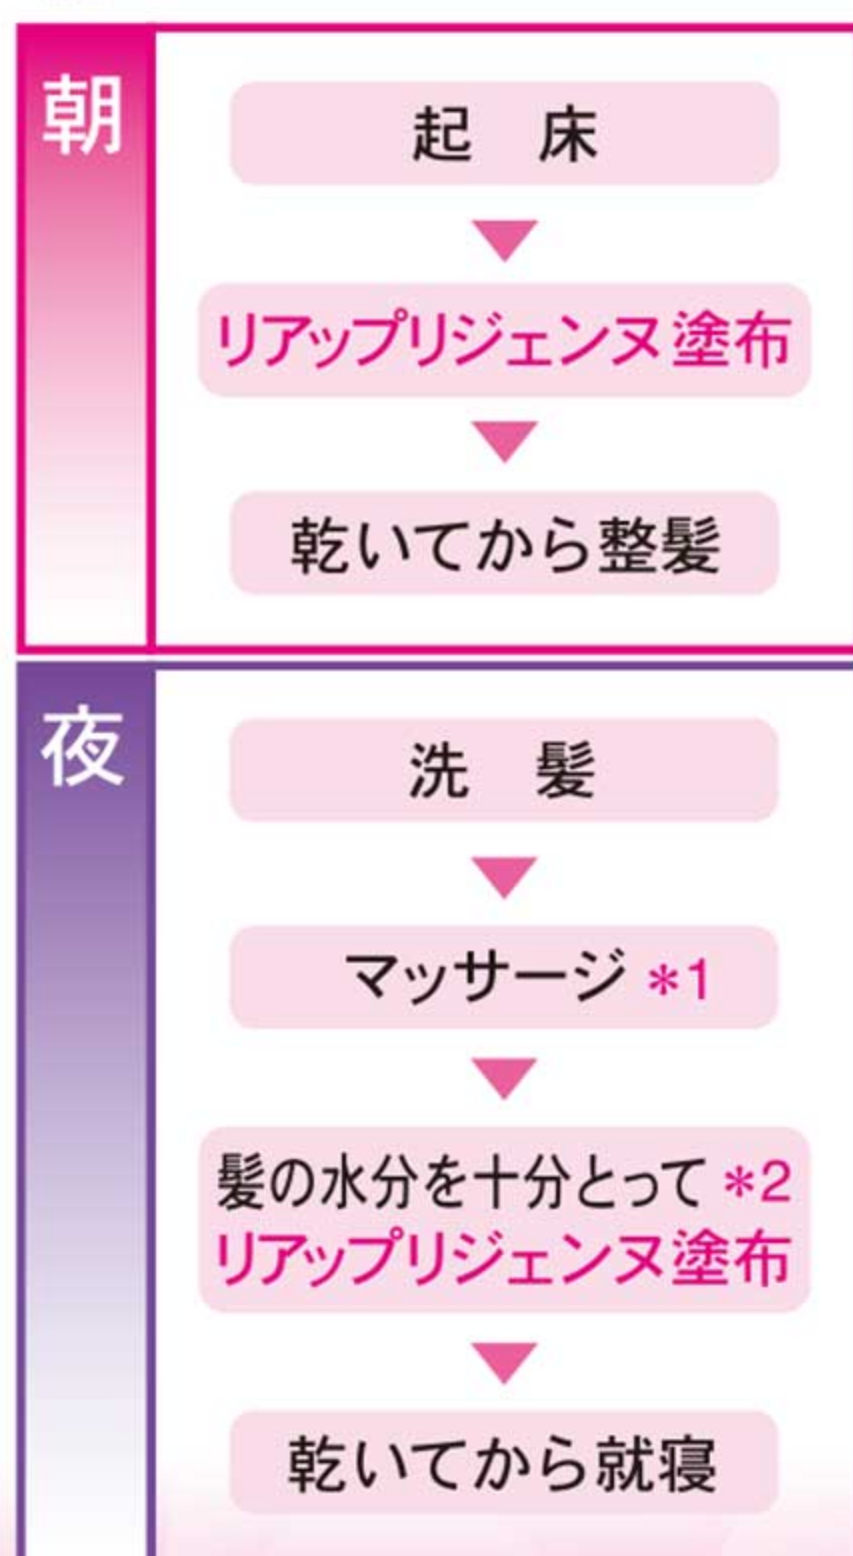 朝
起 床
リアップリジェンヌ塗布
乾いてから整髪
夜
洗 髪
マッサージ *1
髪の水分を十分とって *2
リアップリジェンヌ塗布
乾いてから就寝